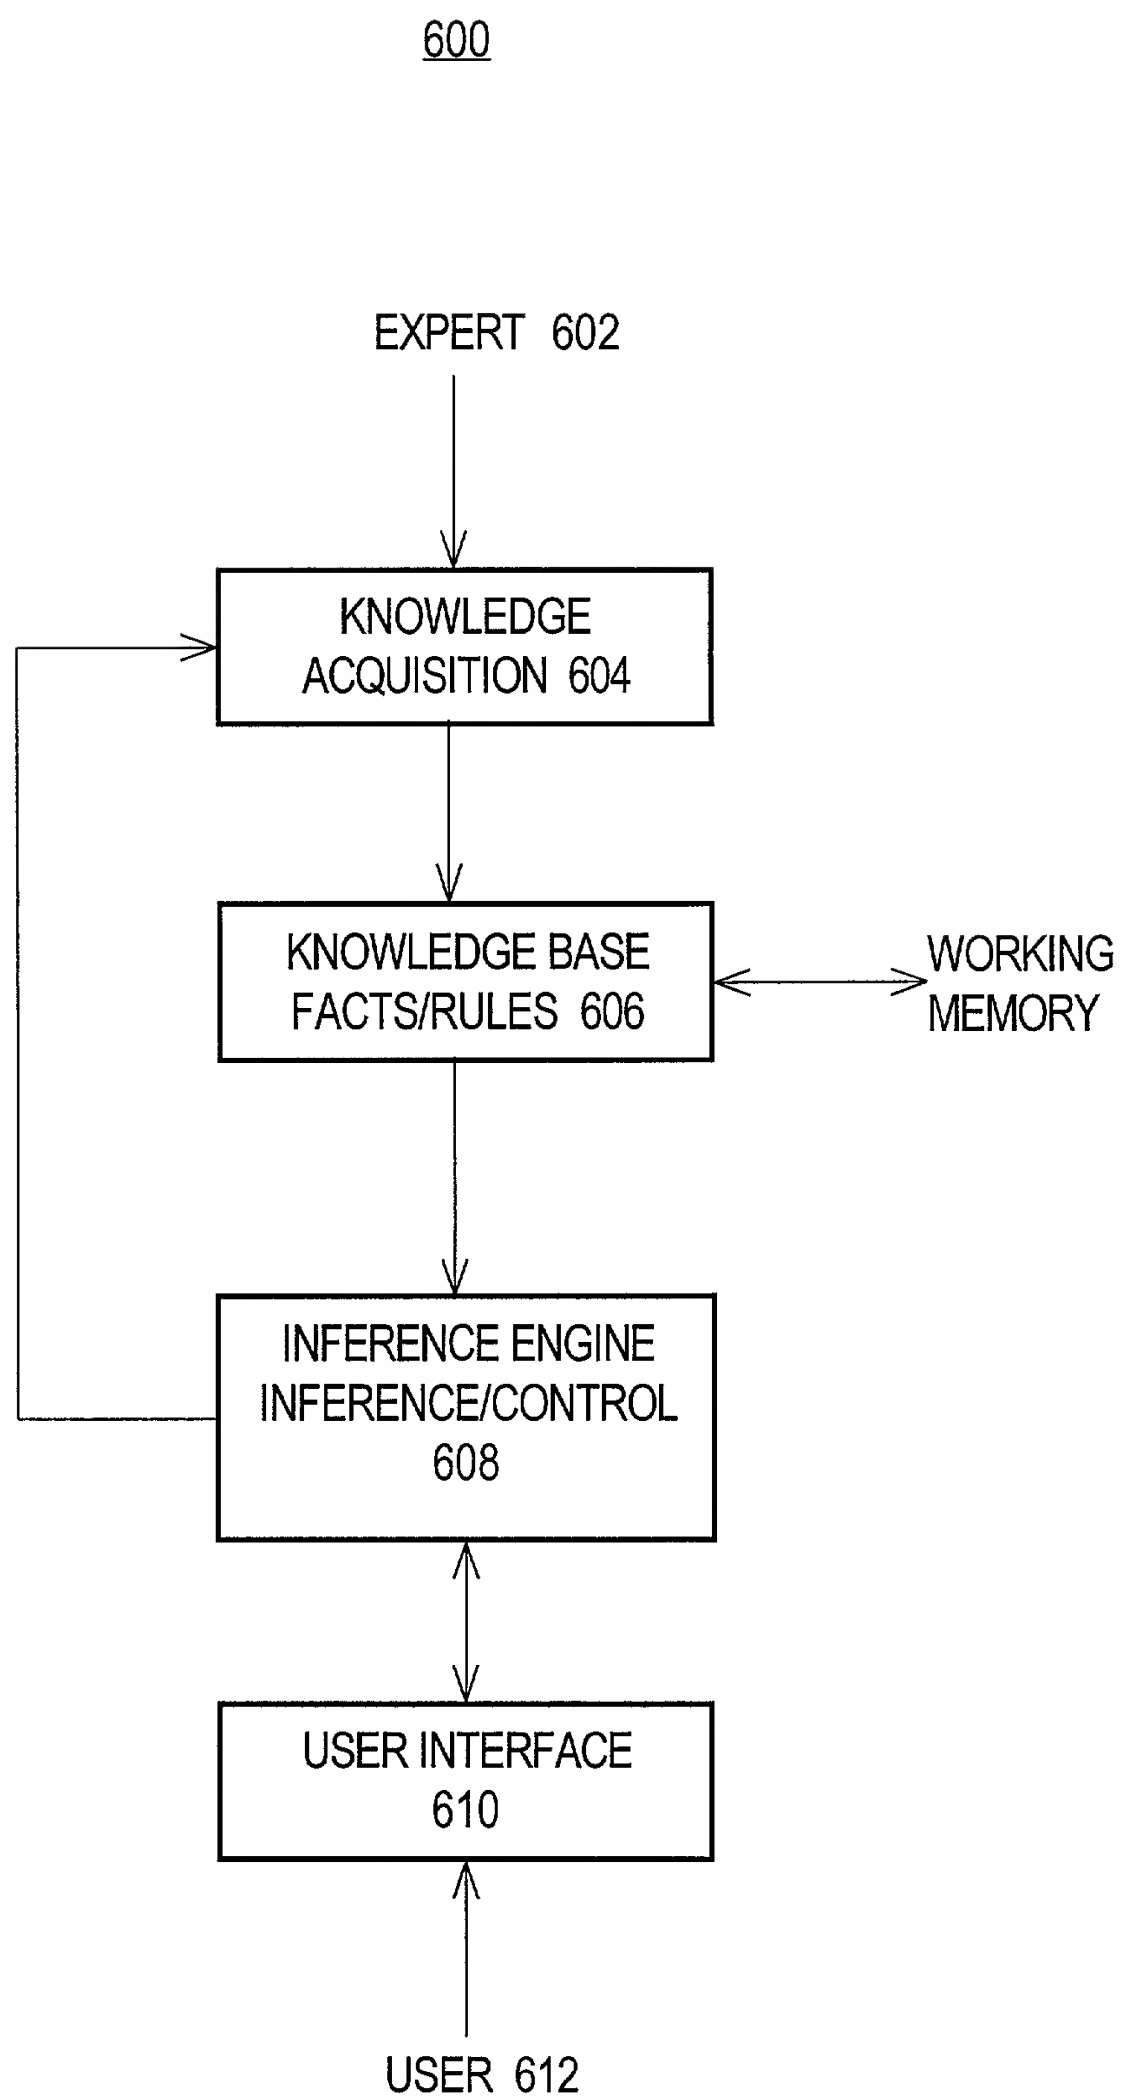 600
EXPERT 602
KNOWLEDGE
ACQUISITION 604
KNOWLEDGE BASE
FACTS/RULES 606
WORKING
MEMORY
INFERENCE ENGINE
INFERENCE/CONTROL
608
USER INTERFACE
610
USER 612